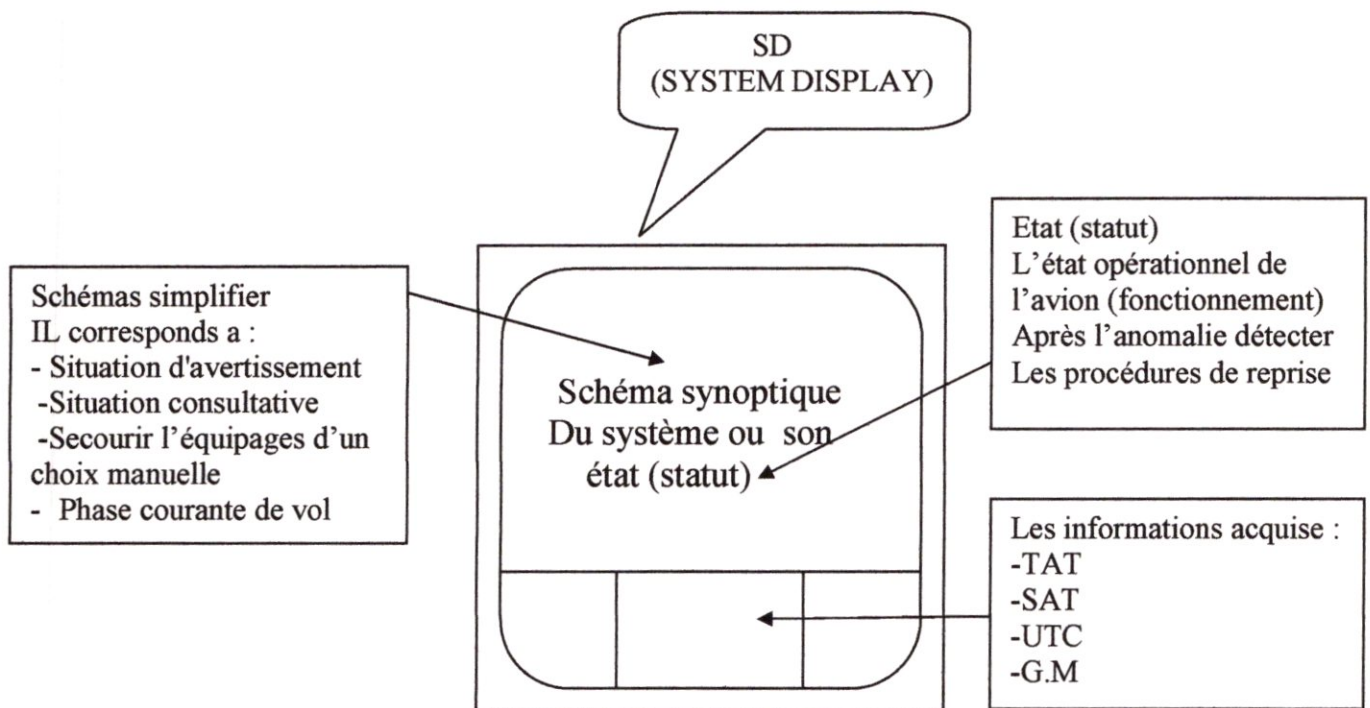 SD
(SYSTEM DISPLAY)
Schémas simplifier
IL corresponds a :
- Situation d'avertissement
-Situation consultative
-Secourir l'équipages d'un
choix manuelle
- Phase courante de vol
Schéma synoptique
Du système ou son
état (statut)
Etat (statut)
L'état opérationnel de
l'avion (fonctionnement)
Après l'anomalie détecter
Les procédures de reprise
Les informations acquise :
-TAT
-SAT
-UTC
-G.M